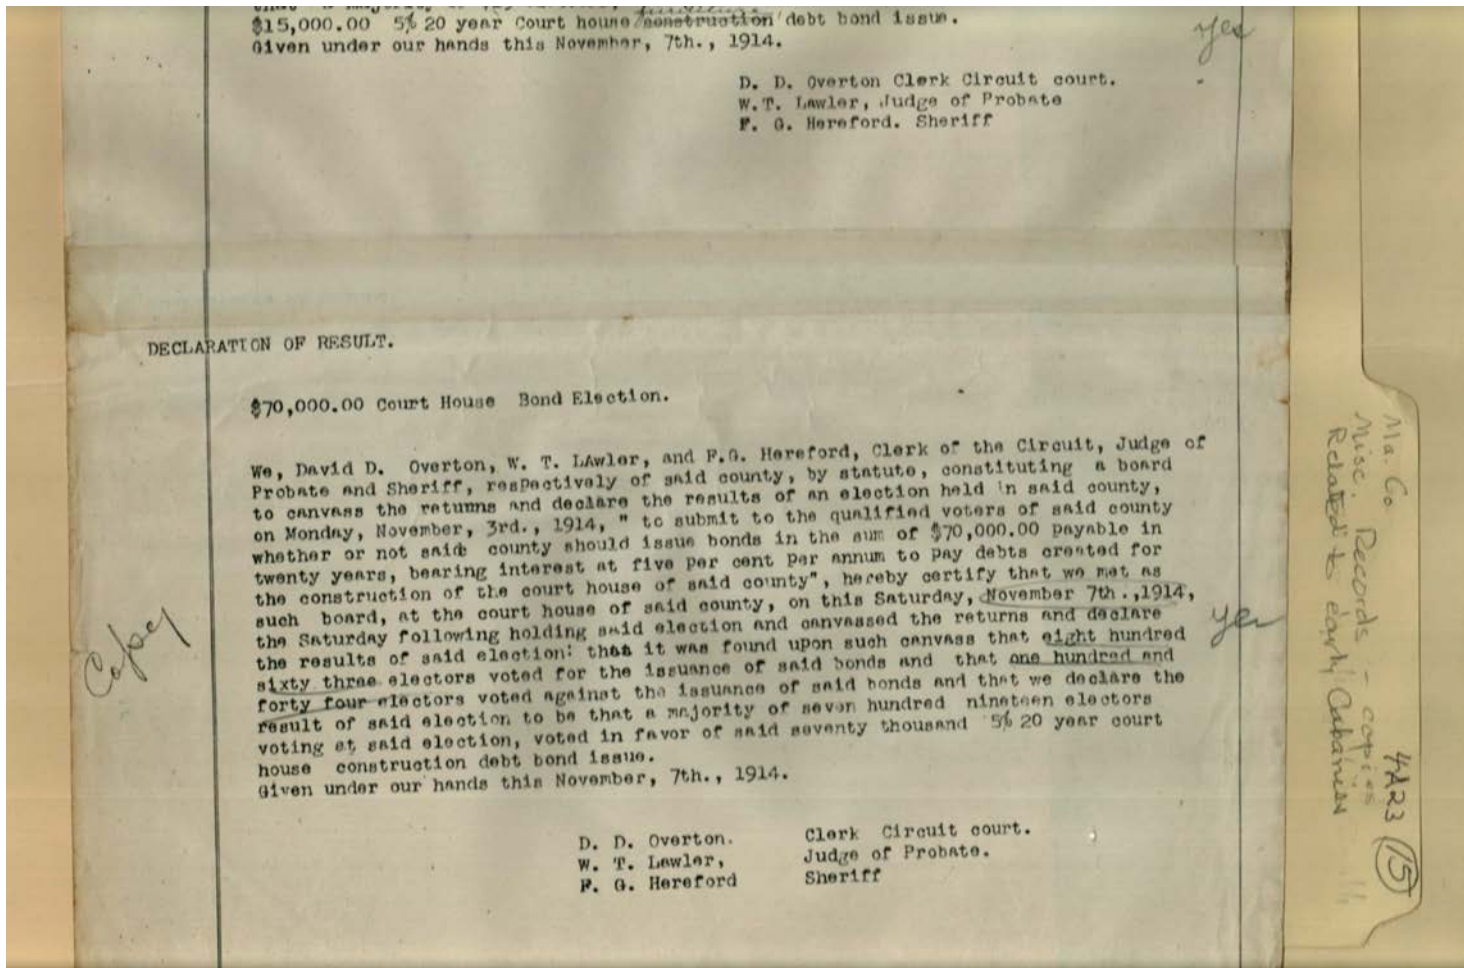 $15,000.00 5% 20 year Court house construction debt bond issue.
Given under our hands this November, 7th., 1914.
yes
D. D. Overton Clerk Circuit court.
W.T. Lawler, Judge of Probate
F. G. Hereford. Sheriff
DECLARATION OF RESULT.
$70,000.00 Court House Bond Election.
We, David D. Overton, W. T. LAwler, and F.G. Hereford, Clerk of the Circuit, Judge of
Probate and Sheriff, respectively of said county, by statute, constituting a board
to canvass the retunns and declare the results of an election held in said county,
on Monday, November, 3rd., 1914, " to submit to the qualified voters of said county
whether or not said county should issue bonds in the sum of $70,000.00 payable in
twenty years, bearing interest at five per cent per annum to pay debts created for
the construction of the court house of said county", hereby certify that we met as
such board, at the court house of said county, on this Saturday, November 7th.,1914,
the Saturday following holding said election and canvassed the returns and declare
yes
the results of said election: that it was found upon such canvass that eight hundred
sixty three electors voted for the issuance of said bonds and that one hundred and
forty four electors voted against the issuance of said bonds and that we declare the
result of said election to be that a majority of seven hundred nineteen electors
voting at said election, voted in favor of said seventy thousand 5% 20 year court
house construction debt bond issue.
Given under our hands this November, 7th., 1914.
Copy
D. D. Overton. Clerk Circuit court.
W. T. Lawler, Judge of Probate.
F. G. Hereford Sheriff
Ma. Co.
Misc. Records - copies
Related to early Cabaniss
4A23 (15)